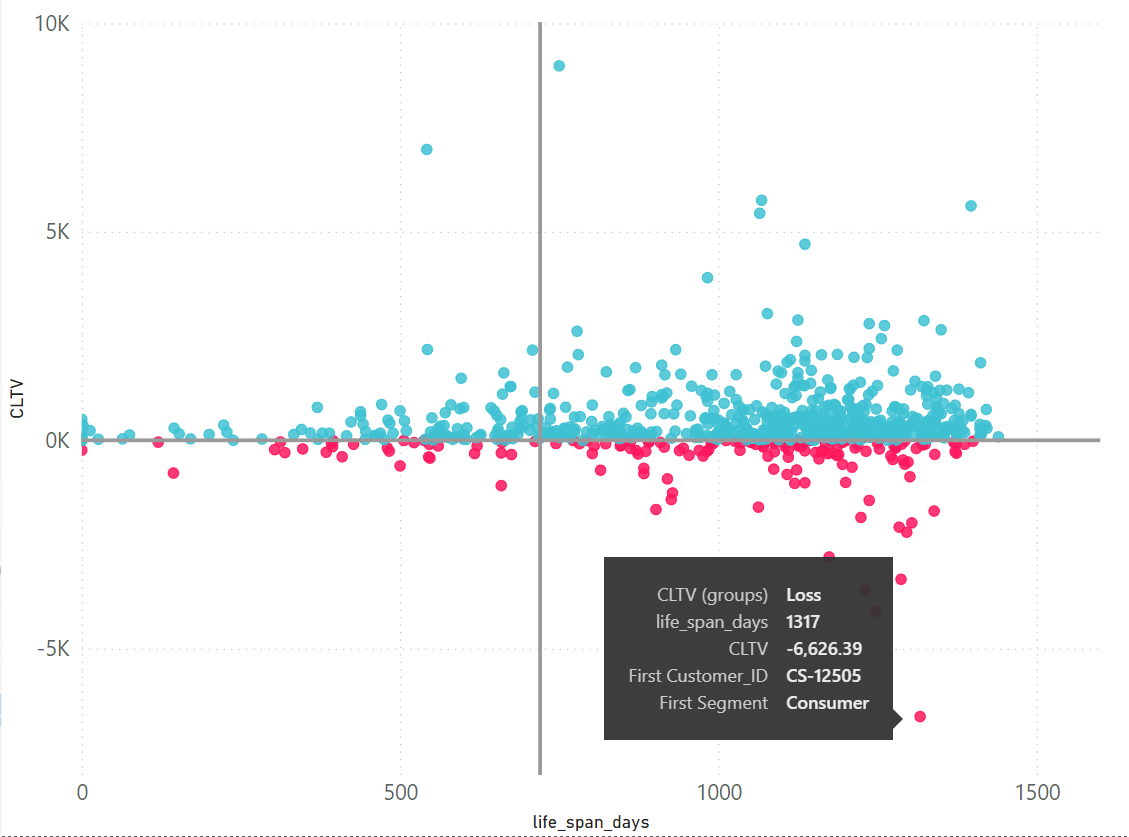 10K
5K
0K
-5K
CLTV
CLTV (groups) Loss
life_span_days 1317
CLTV -6,626.39
First Customer_ID CS-12505
First Segment Consumer
0 500 1000 1500
life_span_days